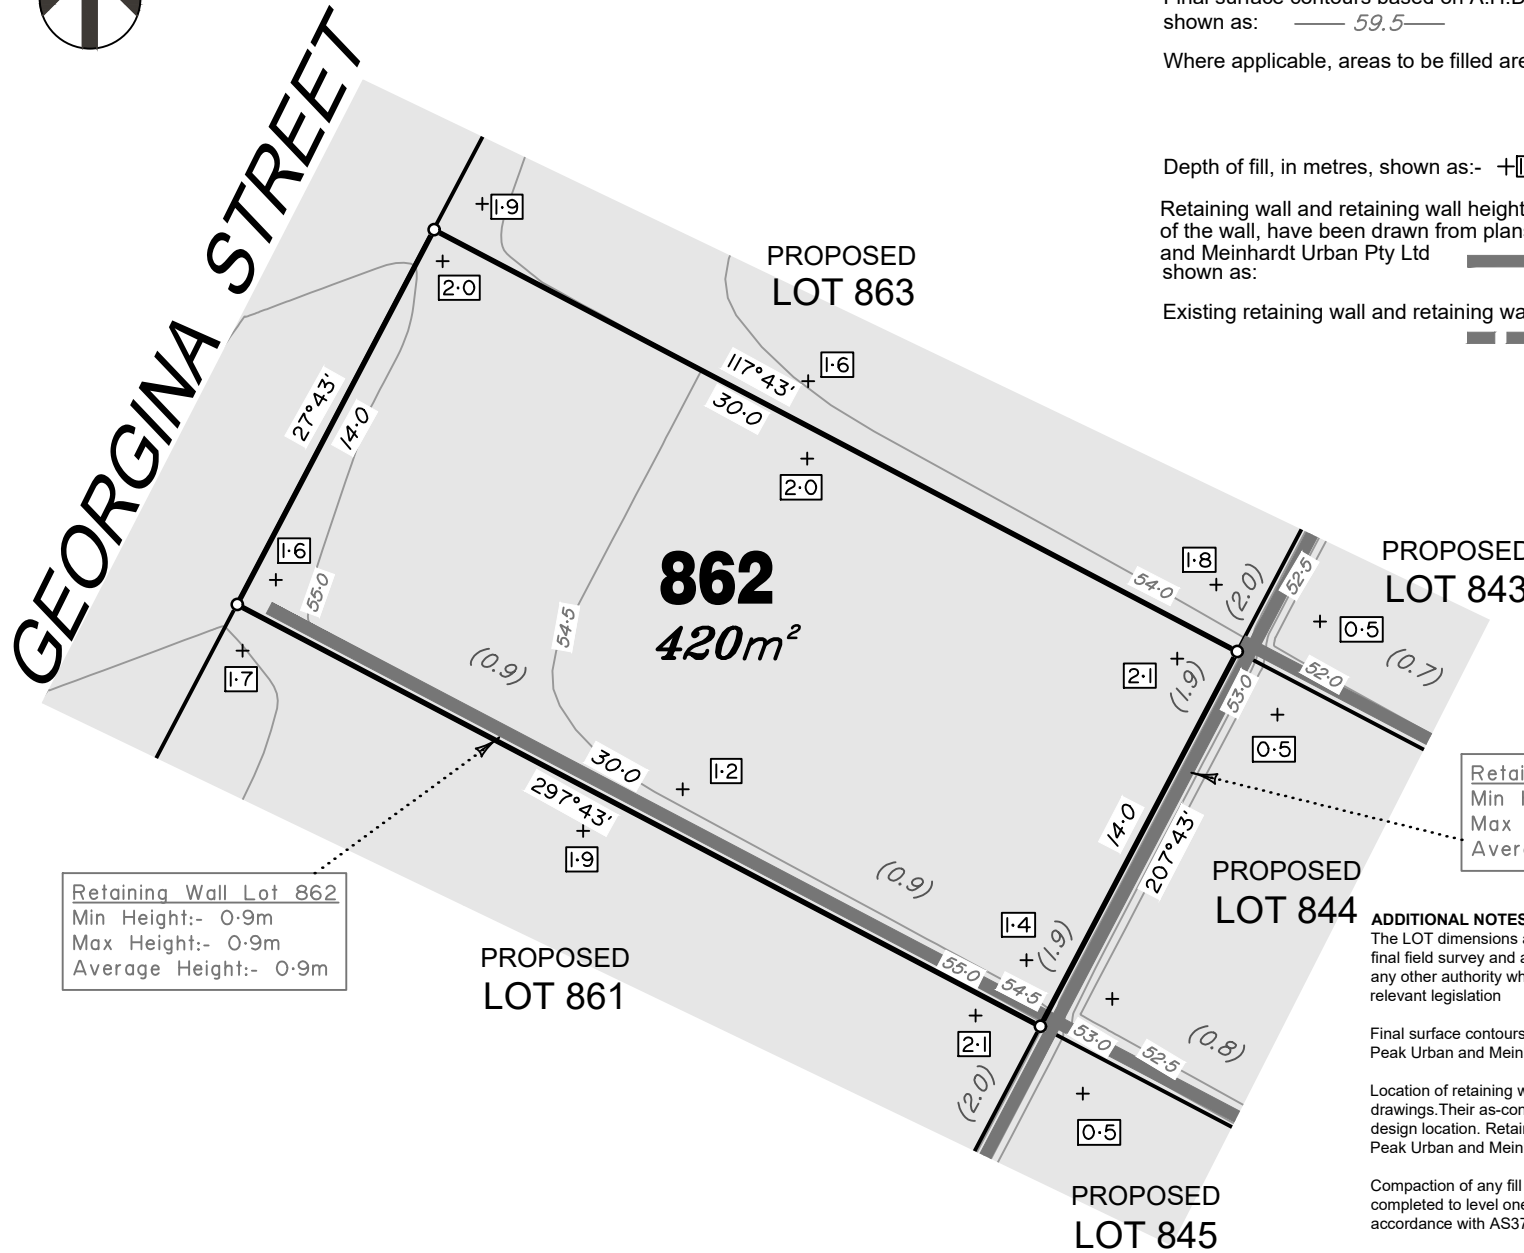 shown as: 59.5
Where applicable, areas to be filled are
Depth of fill, in metres, shown as:-
Retaining wall and retaining wall height
of the wall, have been drawn from plan
and Meinhardt Urban Pty Ltd
shown as:
Existing retaining wall and retaining wa
GEORGINA STREET
1·9
2·0
PROPOSED
LOT 863
1·6
117°43'
30·0
2·0
27°43'
14·0
1·6
55·0
1·7
54·5
862
420m²
(0.9)
54·0
1·8
(2.0)
52·5
PROPOSED
LOT 843
0·5
(0.7)
52·0
2·1
(1.9)
53·0
0·5
30·0
297°43'
1·2
1·9
14·0
207°43'
(0.9)
PROPOSED
LOT 844
Retaining Wall Lot 862
Min Height:- 0·9m
Max Height:- 0·9m
Average Height:- 0·9m
PROPOSED
LOT 861
1·4
(1.9)
55·0
54·5
2·1
(2.0)
53·0
52·5
(0.8)
0·5
PROPOSED
LOT 845
Retai
Min
Max
Aver
ADDITIONAL NOTES
The LOT dimensions a
final field survey and a
any other authority wh
relevant legislation
Final surface contours
Peak Urban and Mein
Location of retaining w
drawings.Their as-con
design location. Retai
Peak Urban and Mein
Compaction of any fill
completed to level one
accordance with AS37